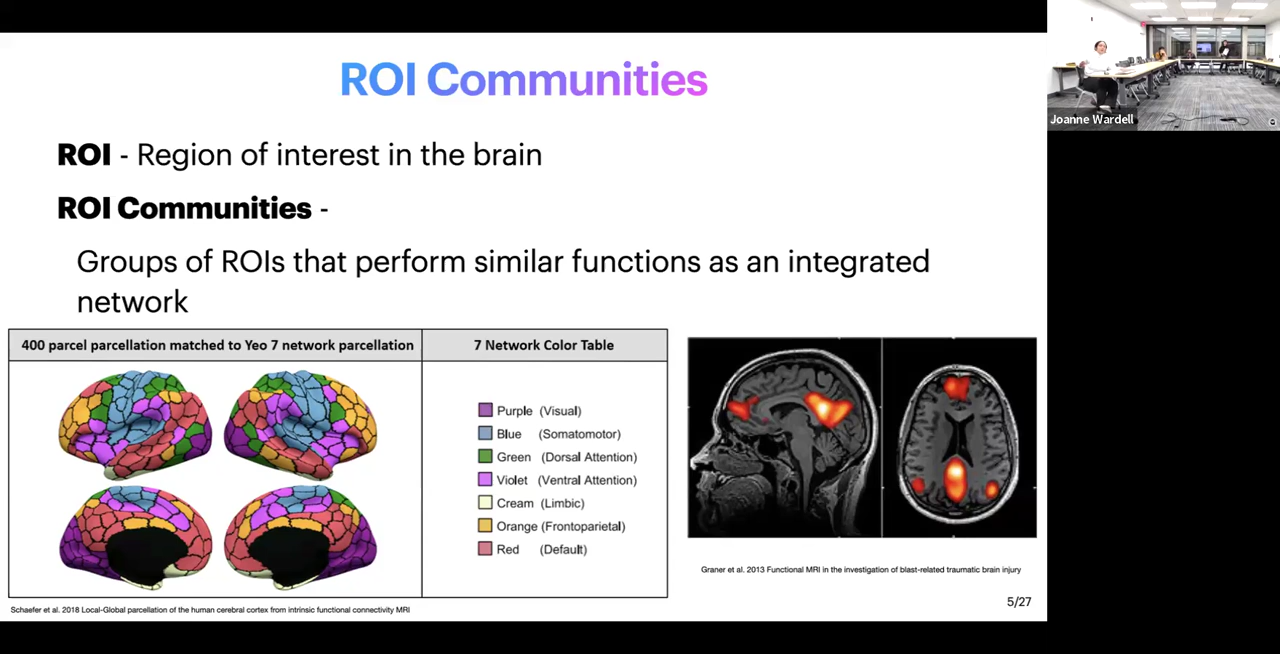 ROI Communities
ROI - Region of interest in the brain
ROI Communities -
Groups of ROIs that perform similar functions as an integrated
network
400 parcel parcellation matched to Yeo 7 network parcellation
7 Network Color Table
Purple (Visual)
Blue (Somatomotor)
Green (Dorsal Attention)
Violet (Ventral Attention)
Cream (Limbic)
Orange (Frontoparietal)
Red (Default)
Schaefer et al. 2018 Local-Global parcellation of the human cerebral cortex from intrinsic functional connectivity MRI
Graner et al. 2013 Functional MRI in the investigation of blast-related traumatic brain injury
5/27
Joanne Wardell